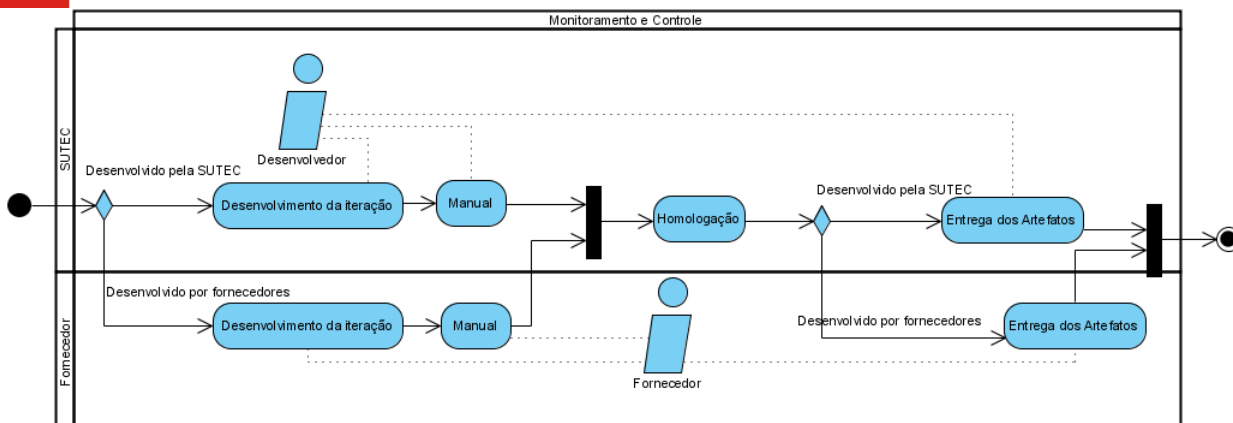 Monitoramento e Controle
SUTEC
Desenvolvedor
Desenvolvido pela SUTEC
Desenvolvimento da iteração
Manual
Homologação
Desenvolvido pela SUTEC
Entrega dos Artefatos
Fornecedor
Desenvolvido por fornecedores
Desenvolvimento da iteração
Manual
Fornecedor
Desenvolvido por fornecedores
Entrega dos Artefatos